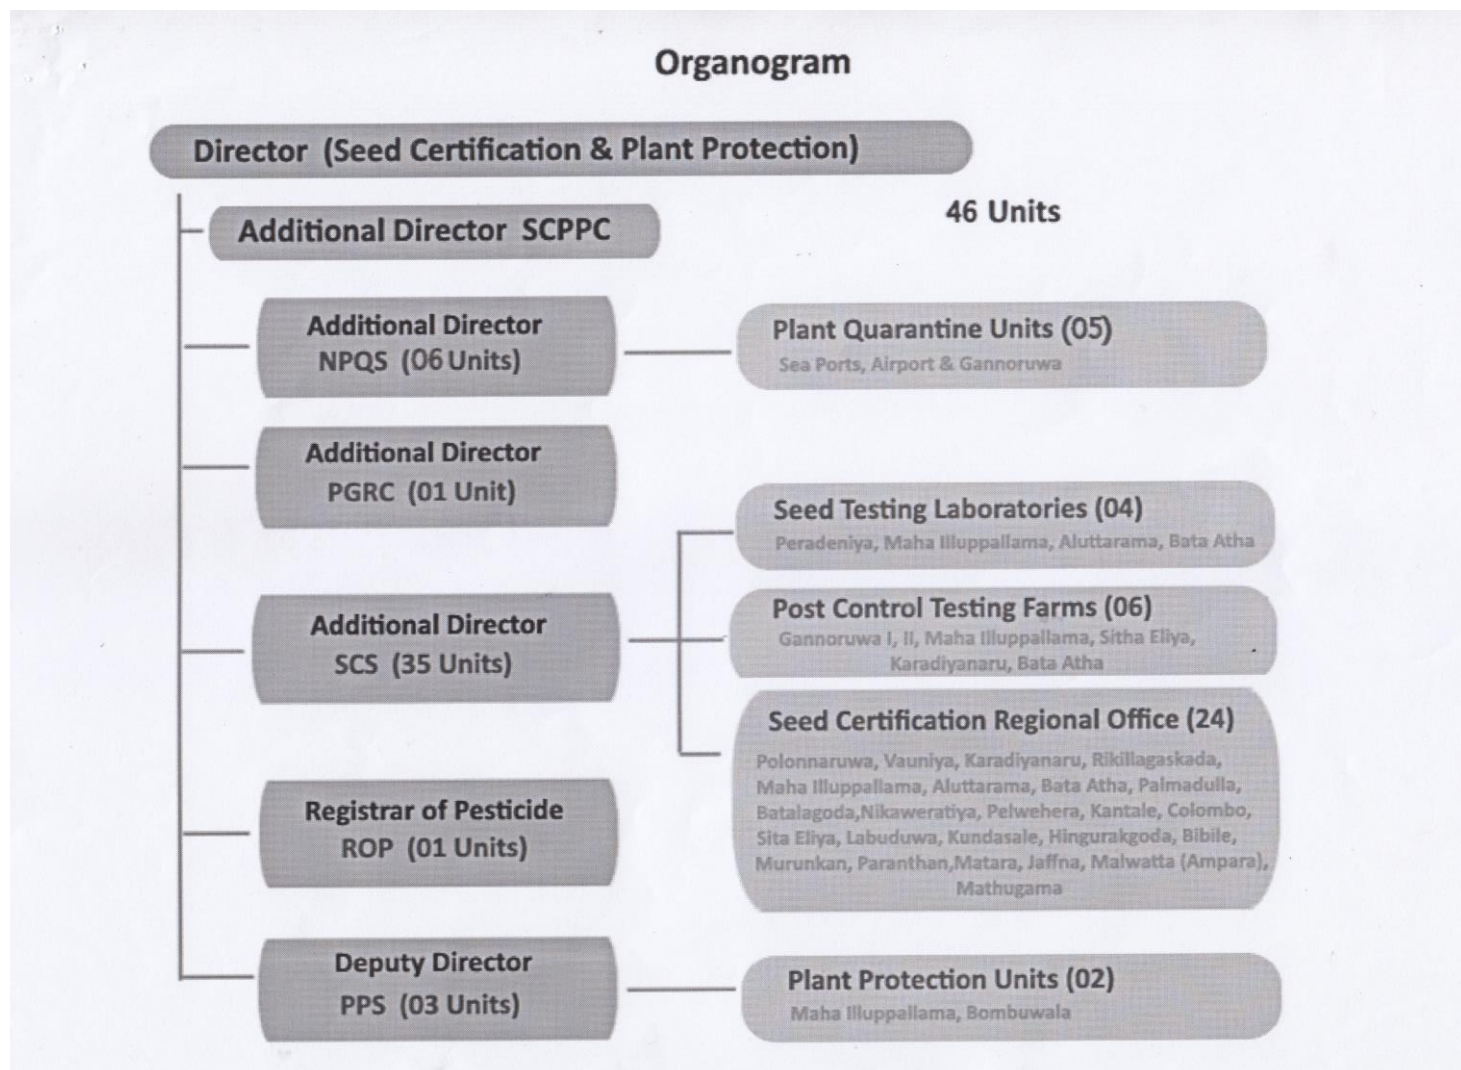 Organogram
Director (Seed Certification & Plant Protection)
46 Units
Additional Director SCPPC
Additional Director
NPQS (06 Units)
Plant Quarantine Units (05)
Sea Ports, Airport & Gannoruwa
Additional Director
PGRC (01 Unit)
Additional Director
SCS (35 Units)
Seed Testing Laboratories (04)
Peradeniya, Maha Illuppallama, Aluttarama, Bata Atha
Post Control Testing Farms (06)
Gannoruwa I, II, Maha Illuppallama, Sitha Eliya,
Karadiyanaru, Bata Atha
Seed Certification Regional Office (24)
Polonnaruwa, Vauniya, Karadiyanaru, Rikillagaskada,
Maha Illuppallama, Aluttarama, Bata Atha, Palmadulla,
Batalagoda,Nikaweratiya, Pelwehera, Kantale, Colombo,
Sita Eliya, Labuduwa, Kundasale, Hingurakgoda, Bibile,
Murunkan, Paranthan,Matara, Jaffna, Malwatta (Ampara),
Mathugama
Registrar of Pesticide
ROP (01 Units)
Deputy Director
PPS (03 Units)
Plant Protection Units (02)
Maha Illuppallama, Bombuwala